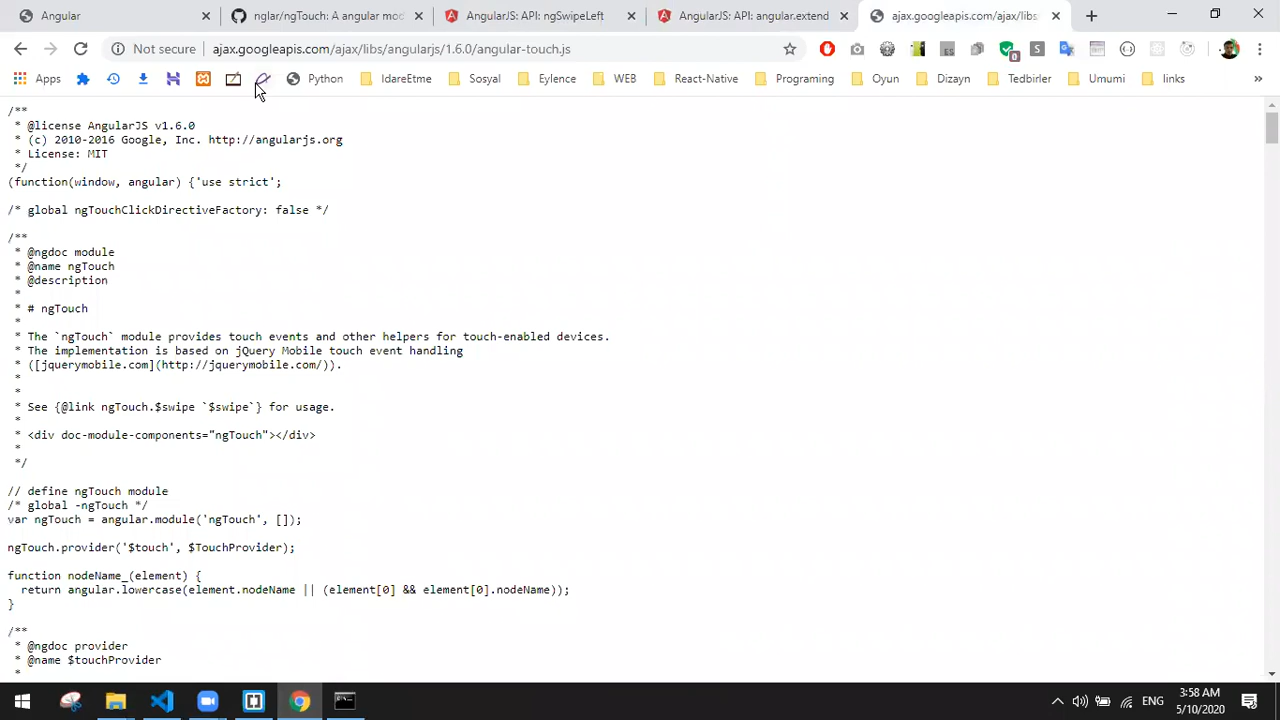 Angular
nglar/ngTouch: A angular mod
AngularJS: API: ngSwipeLeft
AngularJS: API: angular.extend
ajax.googleapis.com/ajax/libs
Not secure
ajax.googleapis.com/ajax/libs/angularjs/1.6.0/angular-touch.js
0
Apps
Python
IdareEtme
Sosyal
Eylence
WEB
React-Native
Programing
Oyun
Dizayn
Tedbirler
Umumi
links
/**
 * @license AngularJS v1.6.0
 * (c) 2010-2016 Google, Inc. http://angularjs.org
 * License: MIT
 */
(function(window, angular) {'use strict';
/* global ngTouchClickDirectiveFactory: false */
/**
 * @ngdoc module
 * @name ngTouch
 * @description
 *
 * # ngTouch
 *
 * The `ngTouch` module provides touch events and other helpers for touch-enabled devices.
 * The implementation is based on jQuery Mobile touch event handling
 * ([jquerymobile.com](http://jquerymobile.com/)).
 *
 *
 * See {@link ngTouch.$swipe `$swipe`} for usage.
 *
 * <div doc-module-components="ngTouch"></div>
 *
 */
// define ngTouch module
/* global -ngTouch */
var ngTouch = angular.module('ngTouch', []);
ngTouch.provider('$touch', $TouchProvider);
function nodeName_(element) {
  return angular.lowercase(element.nodeName || (element[0] && element[0].nodeName));
}
/**
 * @ngdoc provider
 * @name $touchProvider
 *
ENG
3:58 AM
5/10/2020